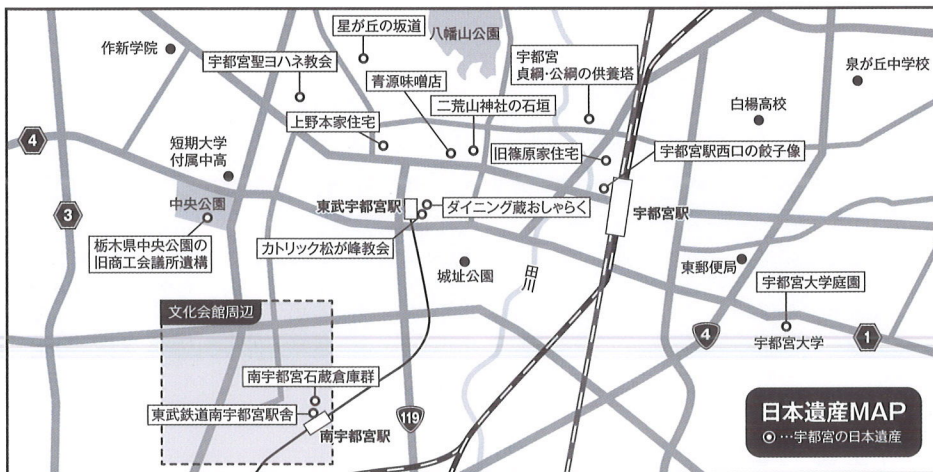 星が丘の坂道
八幡山公園
作新学院
宇都宮聖ヨハネ教会
青源味噌店
宇都宮
貞綱・公綱の供養塔
泉が丘中学校
二荒山神社の石垣
白楊高校
上野本家住宅
4
短期大学
付属中高
旧篠原家住宅
宇都宮駅西口の餃子像
3
中央公園
東武宇都宮駅
ダイニング蔵おしゃらく
宇都宮駅
栃木県中央公園の
旧商工会議所遺構
カトリック松が峰教会
城址公園
田川
東郵便局
宇都宮大学庭園
文化会館周辺
4
宇都宮大学
1
南宇都宮石蔵倉庫群
東武鉄道南宇都宮駅舎
南宇都宮駅
119
日本遺産MAP
…宇都宮の日本遺産